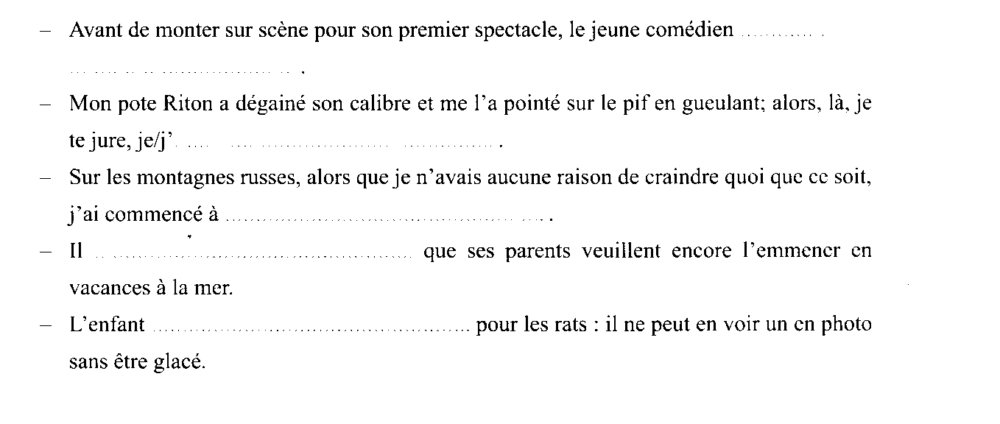 – Avant de monter sur scène pour son premier spectacle, le jeune comédien ............
.................................... .
– Mon pote Riton a dégainé son calibre et me l'a pointé sur le pif en gueulant; alors, là, je
te jure, je/j' .................................................... .
– Sur les montagnes russes, alors que je n'avais aucune raison de craindre quoi que ce soit,
j'ai commencé à .................................................... .
– Il .................................................... que ses parents veuillent encore l'emmener en
vacances à la mer.
– L'enfant .................................................... pour les rats : il ne peut en voir un en photo
sans être glacé.